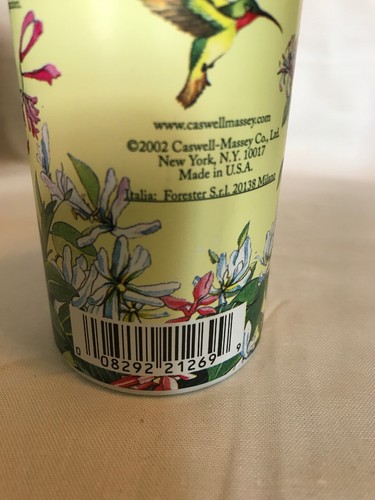 www.caswellmassey.com
©2002 Caswell-Massey Co., Ltd.
New York, N.Y. 10017
Made in U.S.A.
Italia: Forester S.r.l. 20138 Milano
0 08292 21269 9